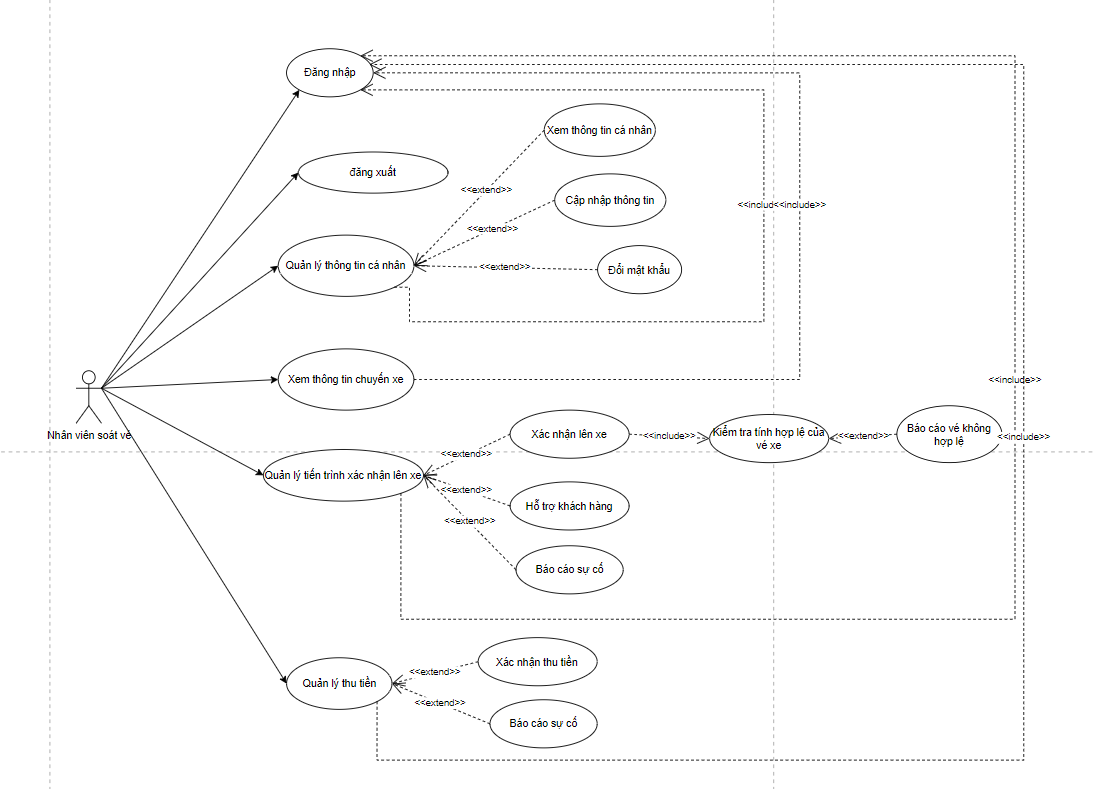 Đăng nhập
Xem thông tin cá nhân
đăng xuất
<<extend>>
Cập nhập thông tin
<<includ<<include>>
<<extend>>
Quản lý thông tin cá nhân
<<extend>>
Đổi mật khẩu
Xem thông tin chuyến xe
<<include>>
Nhân viên soát vé
Xác nhận lên xe
<<include>>
Kiểm tra tính hợp lệ của
vé xe
<<extend>>
Báo cáo vé không
hợp lệ
<<include>>
<<extend>>
Quản lý tiến trình xác nhận lên xe
<<extend>>
Hỗ trợ khách hàng
<<extend>>
Báo cáo sự cố
Xác nhận thu tiền
<<extend>>
Quản lý thu tiền
<<extend>>
Báo cáo sự cố